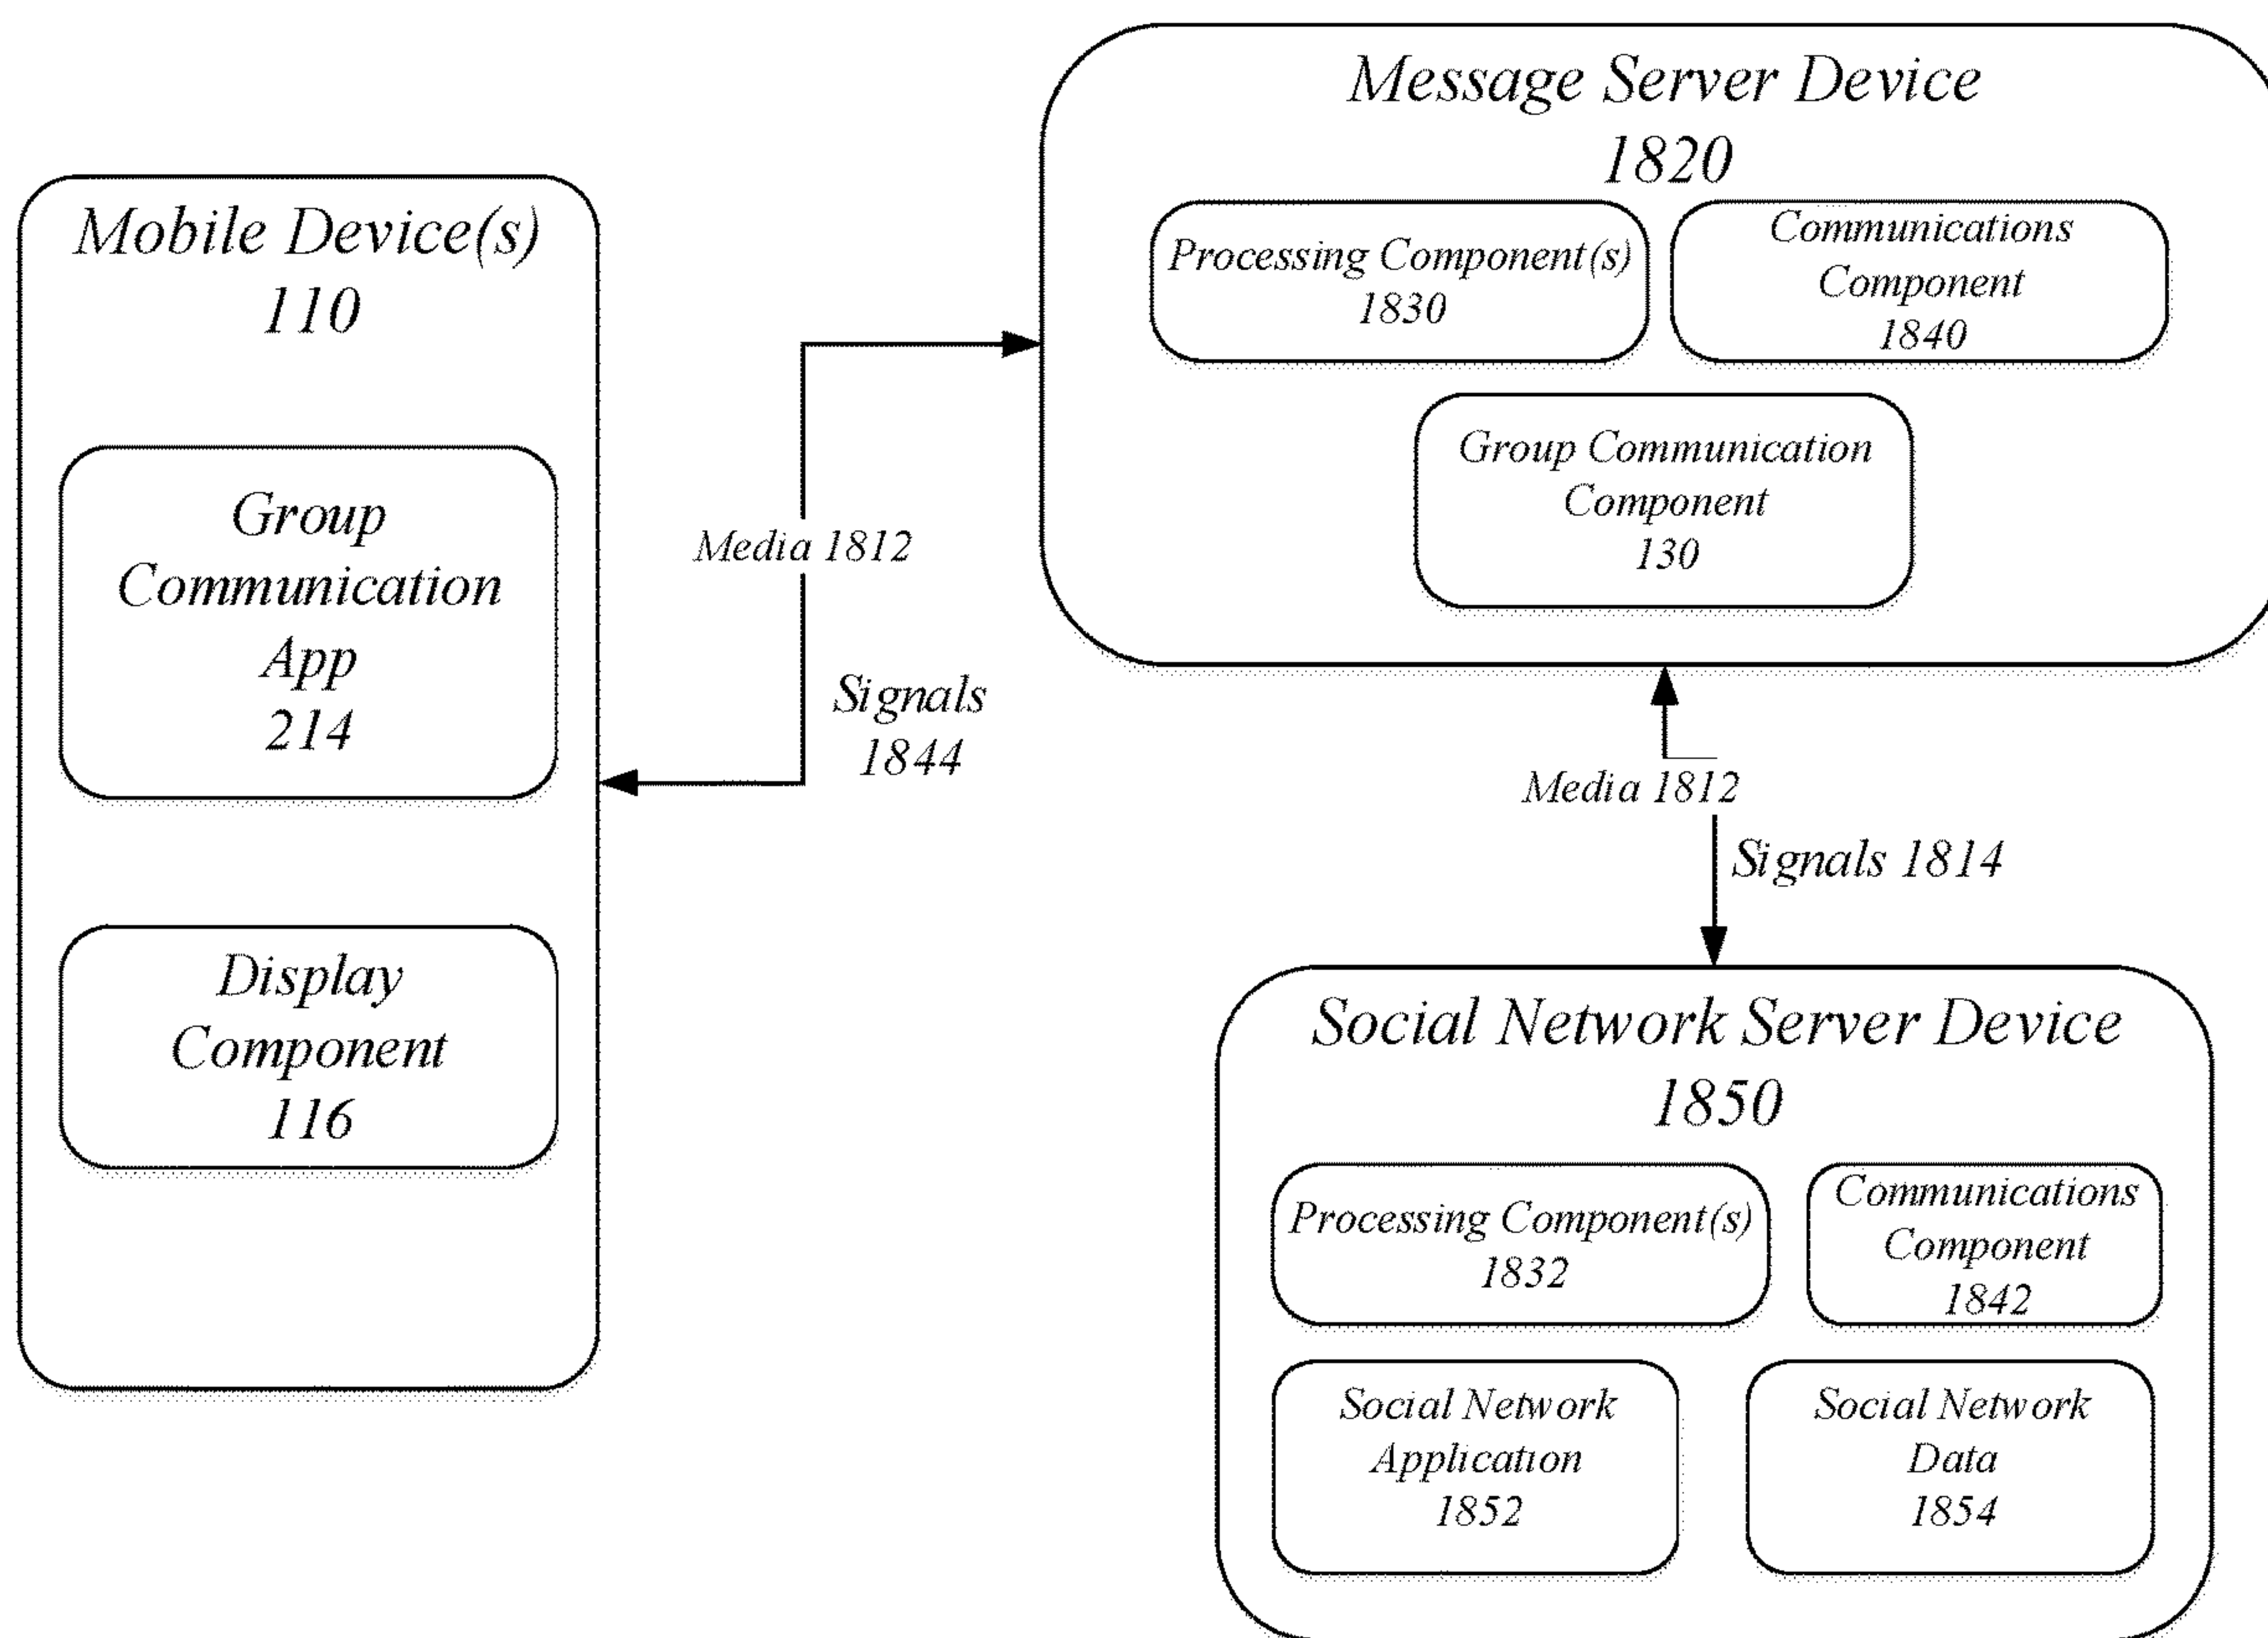 Mobile Device(s)
110
Group
Communication
App
214
Display
Component
116
Media 1812
Signals
1844
Message Server Device
1820
Processing Component(s)
1830
Communications
Component
1840
Group Communication
Component
130
Media 1812
Signals 1814
Social Network Server Device
1850
Processing Component(s)
1832
Communications
Component
1842
Social Network
Application
1852
Social Network
Data
1854